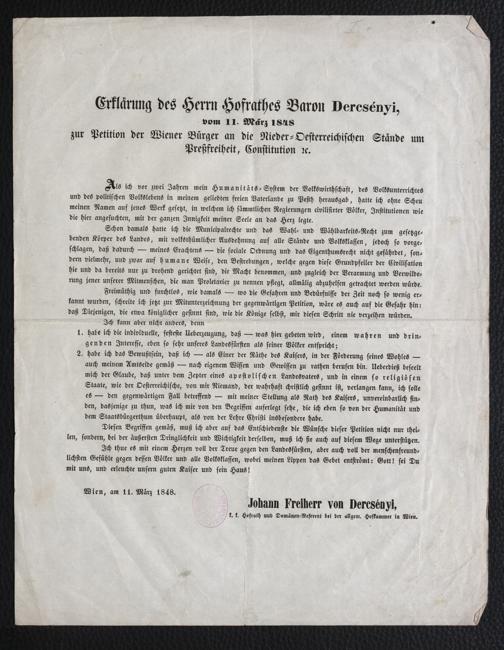 Erklärung des Herrn Hofrathes Baron Dercsényi,
vom 11. März 1848
zur Petition der Wiener Bürger an die Nieder-Oesterreichischen Stände um
Preßfreiheit, Constitution ꝛc.
Als ich vor zwei Jahren mein Humanitäts-System der Volkswirthschaft, des Volksunterrichtes
und des politischen Volkslebens in meinem geliebten freien Vaterlande zu Pesth herausgab, hatte ich ohne Scheu
meinen Namen auf jenes Werk gesetzt, in welchem ich sämmtlichen Regierungen civilisirter Völker, Institutionen wie
die hier angesuchten, mit der ganzen Innigkeit meiner Seele an das Herz legte.
Schon damals hatte ich die Municipalrechte und das Wahl- und Wählbarkeits-Recht zum gesetzge-
benden Körper des Landes, mit volksthümlicher Ausdehnung auf alle Stände und Volksklassen, jedoch so vorge-
schlagen, daß dadurch — meines Erachtens — die sociale Ordnung und das Eigenthumsrecht nicht gefährdet, son-
dern vielmehr, und zwar auf humane Weise, den Bestrebungen, welche gegen diese Grundpfeiler der Civilisation
hie und da bereits nur zu drohend gerichtet sind, die Macht benommen, und zugleich der Verarmung und Verwilde-
rung jener unserer Mitmenschen, die man Proletarier zu nennen pflegt, allmälig abzuhelfen getrachtet werden würde.
Freimüthig und furchtlos, wie damals — wo die Gefahren und Bedürfnisse der Zeit noch so wenig er-
kannt wurden, schreite ich jetzt zur Mitunterzeichnung der gegenwärtigen Petition, wäre es auch auf die Gefahr hin:
daß Diejenigen, die etwa königlicher gesinnt sind, wie die Könige selbst, mir diesen Schritt nie verzeihen würden.
Ich kann aber nicht anders, denn
1. habe ich die individuelle, festeste Ueberzeugung, daß — was hier gebeten wird, einem wahren und drin-
genden Interesse, eben so sehr unseres Landesfürsten als seiner Völker entspricht;
2. habe ich das Bewußtsein, daß ich — als Einer der Räthe des Kaisers, in der Förderung seines Wohles —
auch meinem Amtseide gemäß — nach eigenem Wissen und Gewissen zu rathen berufen bin. Ueberdieß beseelt
mich der Glaube, daß unter dem Zepter eines apostolischen Landesvaters, und in einem so religiösen
Staate, wie der Oesterreichische, von mir Niemand, der wahrhaft christlich gesinnt ist, verlangen kann, ich solle
es — den gegenwärtigen Fall betreffend — mit meiner Stellung als Rath des Kaisers, unvereinbarlich fin-
den, dasjenige zu thun, was ich mir von den Begriffen auferlegt sehe, die ich eben so von der Humanität und
dem Staatbürgerthum überhaupt, als von der Lehre Christi insbesondere habe.
Diesen Begriffen gemäß, muß ich aber auf das Entschiedenste die Wünsche dieser Petition nicht nur thei-
len, sondern, bei der äußersten Dringlichkeit und Wichtigkeit derselben, muß ich sie auch auf diesem Wege unterstützen.
Ich thue es mit einem Herzen voll der Treue gegen den Landesfürsten, aber auch voll der menschenfreund-
lichsten Gefühle gegen dessen Völker und alle Volksklassen, wobei meinen Lippen das Gebet entströmt: Gott! sei Du
mit uns, und erleuchte unsern guten Kaiser und sein Haus!
Wien, am 11. März 1848.
Johann Freiherr von Dercsényi,
k. k. Hofrath und Domänen-Referent bei der allgem. Hofkammer in Wien.